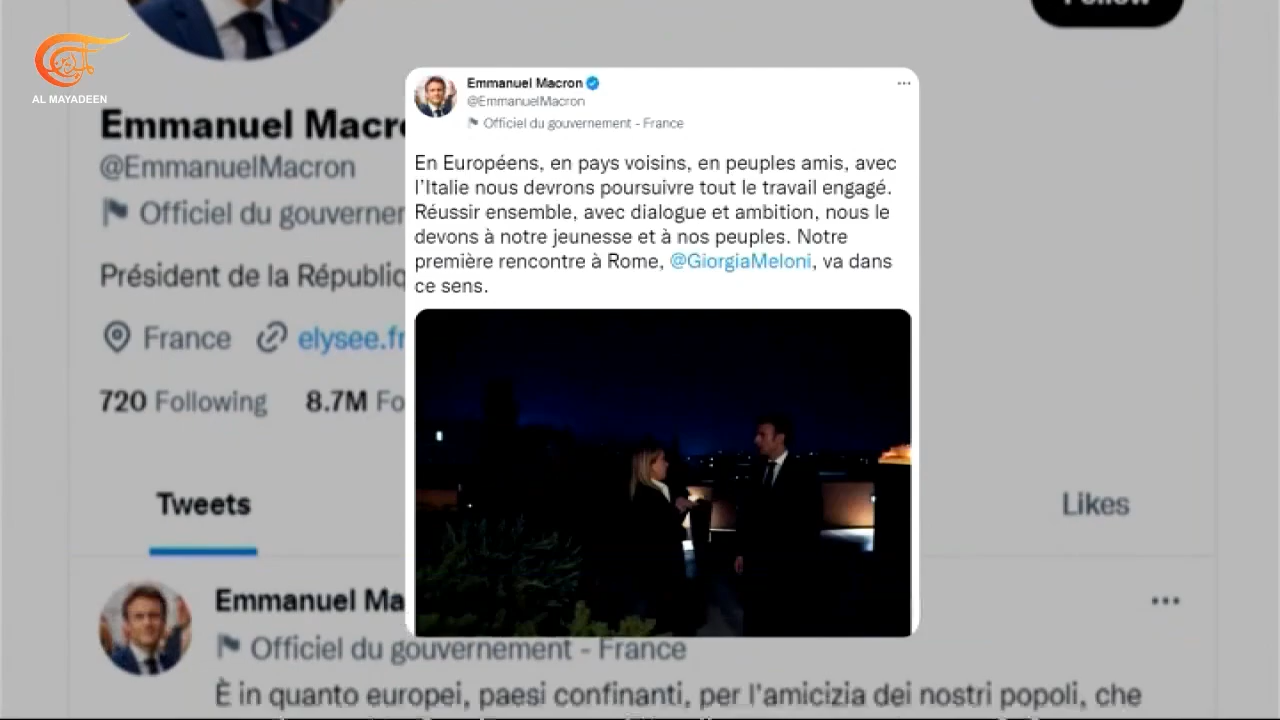 Follow
AL MAYADEEN
Emmanuel Macron
@EmmanuelMacron
Officiel du gouvernement - France
En Européens, en pays voisins, en peuples amis, avec
l'Italie nous devrons poursuivre tout le travail engagé.
Réussir ensemble, avec dialogue et ambition, nous le
devons à notre jeunesse et à nos peuples. Notre
première rencontre à Rome, @GiorgiaMeloni, va dans
ce sens.
Emmanuel Macr
@EmmanuelMacron
Officiel du gouverner
Président de la Républiq
France elysee.fr
720 Following 8.7M Fo
Tweets Likes
Emmanuel Ma
Officiel du gouvernement - France
È in quanto europei, paesi confinanti, per l'amicizia dei nostri popoli, che